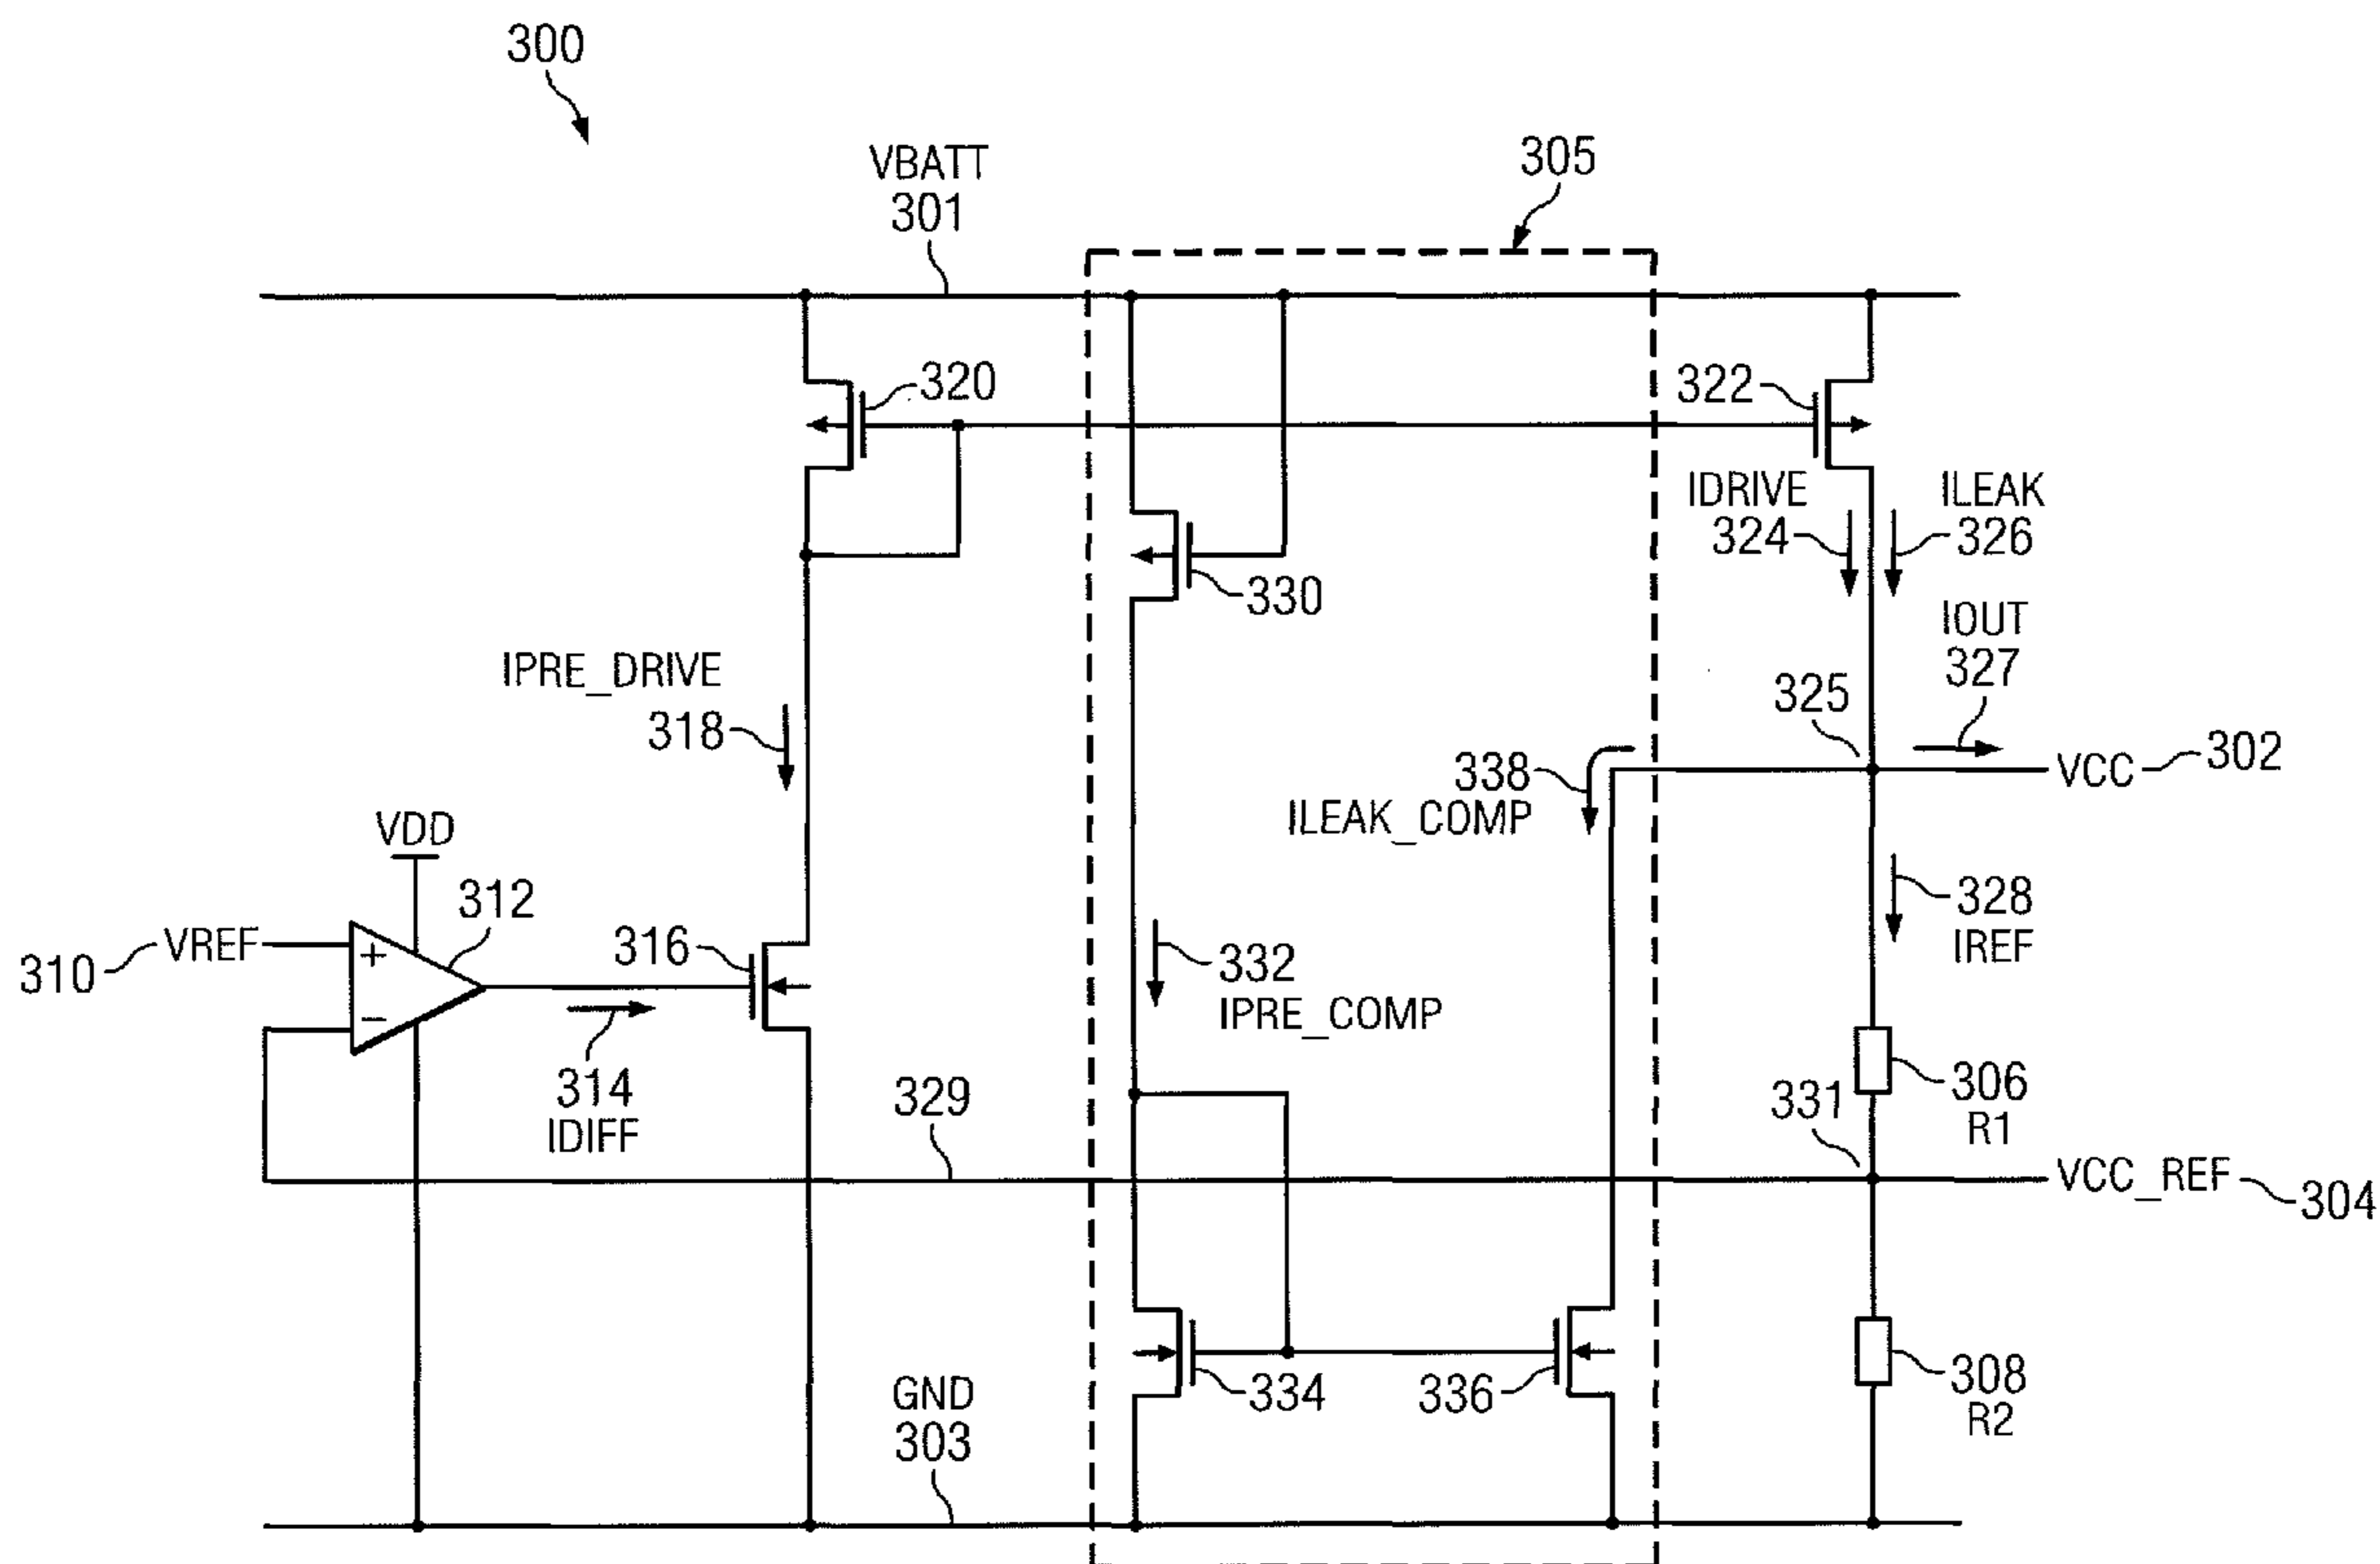 300
VBATT
301
305
320
322
IDRIVE
324
ILEAK
326
330
IOUT
327
IPRE_DRIVE
318
325
338
ILEAK_COMP
VCC
302
VDD
312
310
VREF
+
−
316
328
IREF
332
IPRE_COMP
314
IDIFF
329
331
306
R1
VCC_REF
304
334
336
308
R2
GND
303